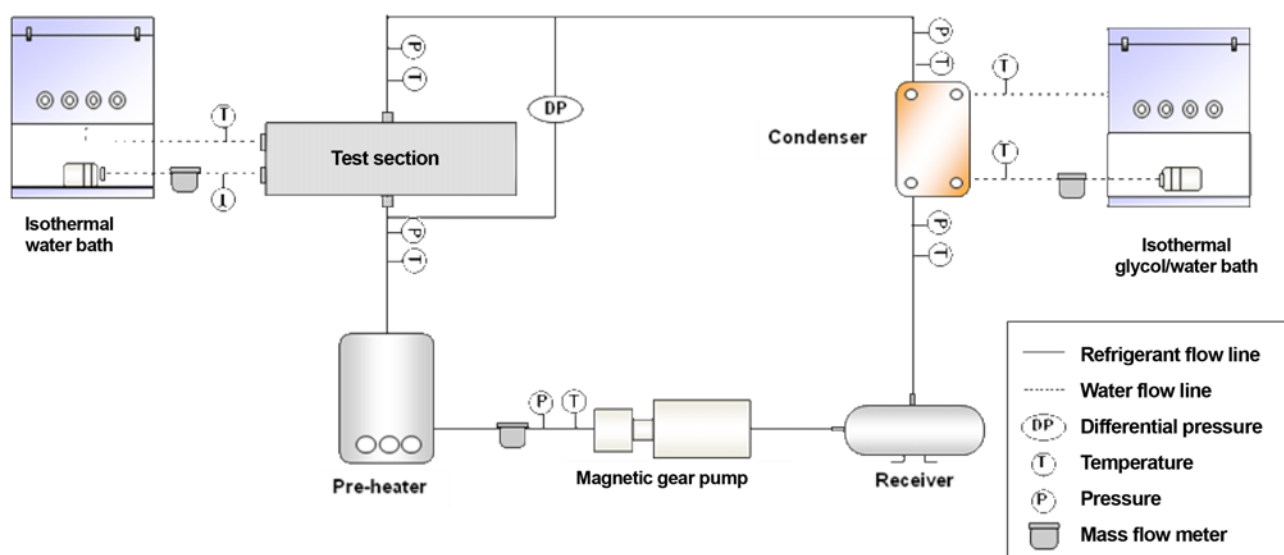 P
T
DP
T
Test section
T
P
T
Isothermal
water bath
Pre-heater
P
T
Magnetic gear pump
Receiver
P
T
Condenser
T
T
P
T
Isothermal
glycol/water bath
Refrigerant flow line
Water flow line
DP Differential pressure
T Temperature
P Pressure
Mass flow meter